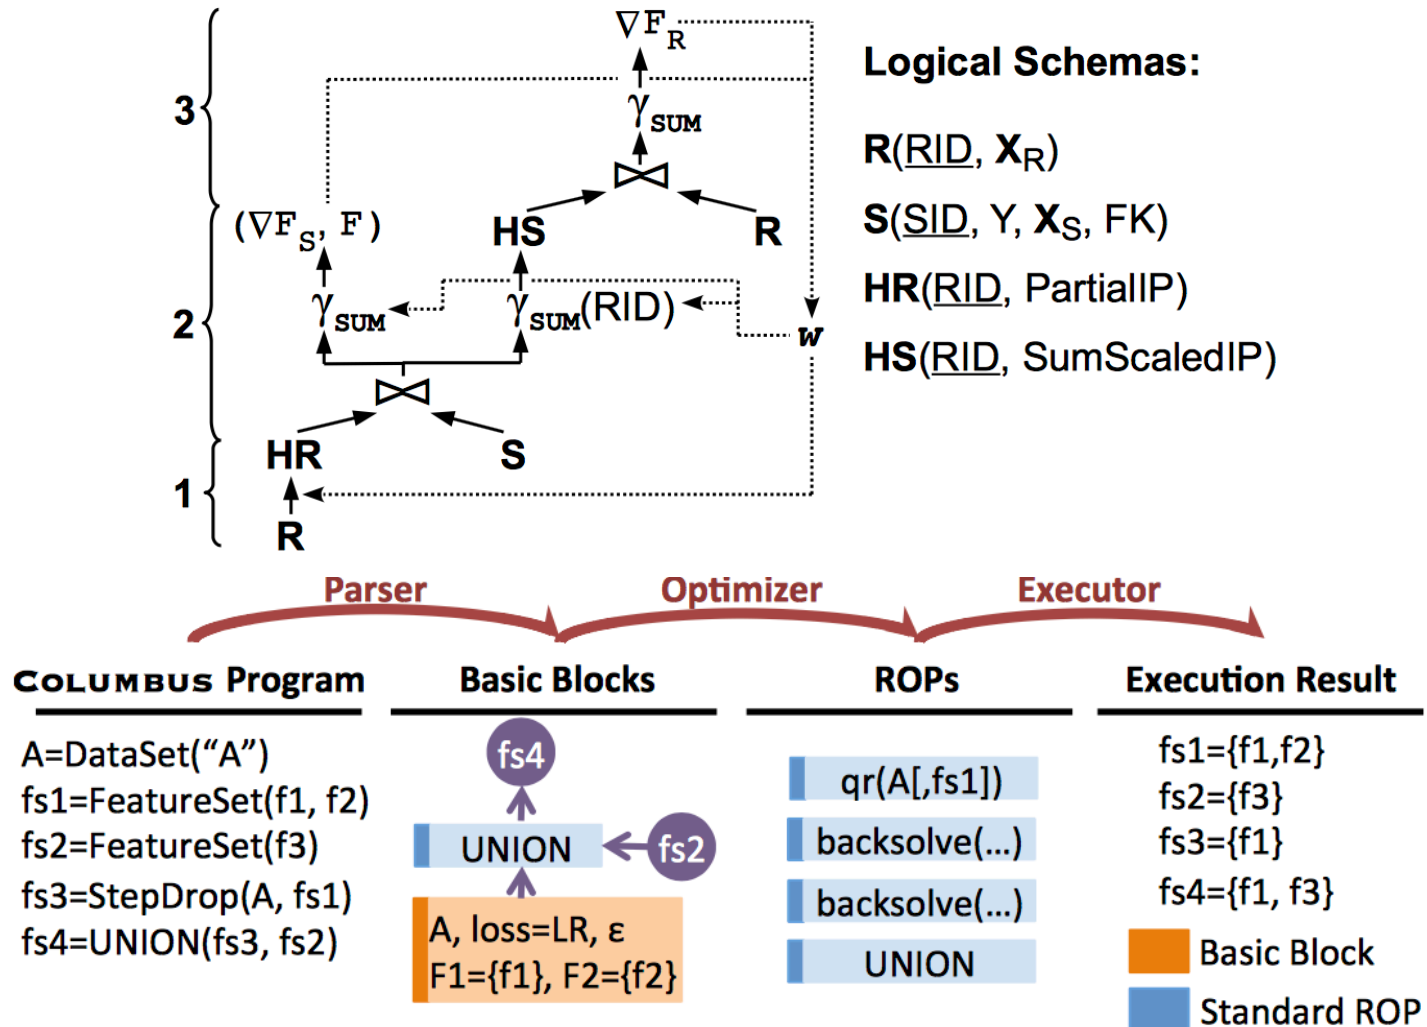 ∇F_R
Logical Schemas:
3
γ_SUM
R(RID, X_R)
(∇F_S, F)
HS
R
S(SID, Y, X_S, FK)
HR(RID, PartialIP)
2
γ_SUM
γ_SUM(RID)
w
HS(RID, SumScaledIP)
HR
S
1
R
Parser
Optimizer
Executor
COLUMBUS Program
Basic Blocks
ROPs
Execution Result
A=DataSet(“A”)
fs1=FeatureSet(f1, f2)
fs2=FeatureSet(f3)
fs3=StepDrop(A, fs1)
fs4=UNION(fs3, fs2)
fs4
UNION
fs2
A, loss=LR, ε
F1={f1}, F2={f2}
qr(A[,fs1])
backsolve(...)
backsolve(...)
UNION
fs1={f1,f2}
fs2={f3}
fs3={f1}
fs4={f1, f3}
Basic Block
Standard ROP